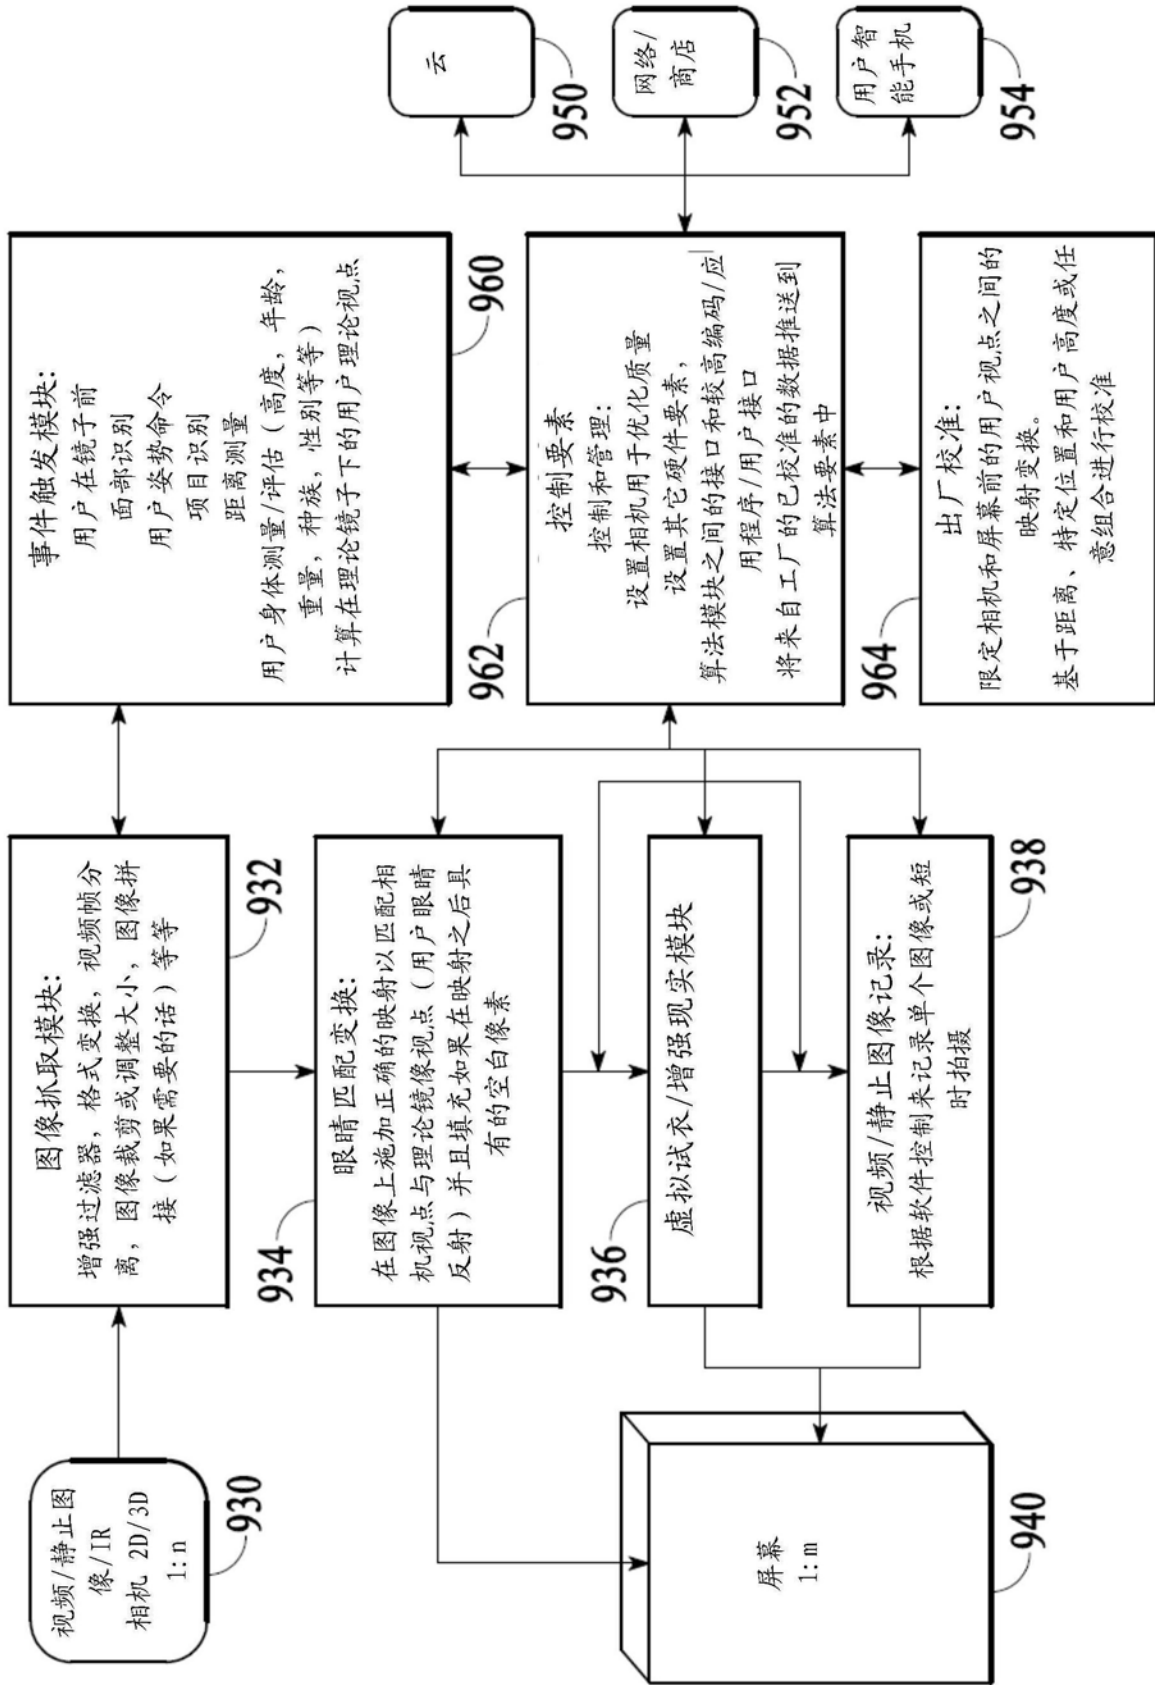 视频/静止图
像/IR
相机 2D/3D
1:n
930
图像抓取模块:
增强过滤器，格式变换，视频帧分
离，图像裁剪或调整大小，图像拼
接（如果需要的话）等等
932
事件触发模块:
用户在镜子前
面部识别
用户姿势命令
项目识别
距离测量
用户身体测量/评估（高度，年龄，
重量，种族，性别等等）
计算在理论镜子下的用户理论视点
960
眼睛匹配变换:
在图像上施加正确的映射以匹配相
机视点与理论镜像视点（用户眼睛
反射）并且填充如果在映射之后具
有的空白像素
934
控制要素
控制和管理:
设置相机用于优化质量
设置其它硬件要素，
算法模块之间的接口和较高编码/应
用程序/用户接口
将来自工厂的已校准的数据推送到
算法要素中
962
云
950
网络/
商店
952
用户智
能手机
954
虚拟试衣/增强现实模块
936
视频/静止图像记录:
根据软件控制来记录单个图像或短
时拍摄
938
出厂校准:
限定相机和屏幕前的用户视点之间的
映射变换。
基于距离、特定位置和用户高度或任
意组合进行校准
964
屏幕
1:m
940